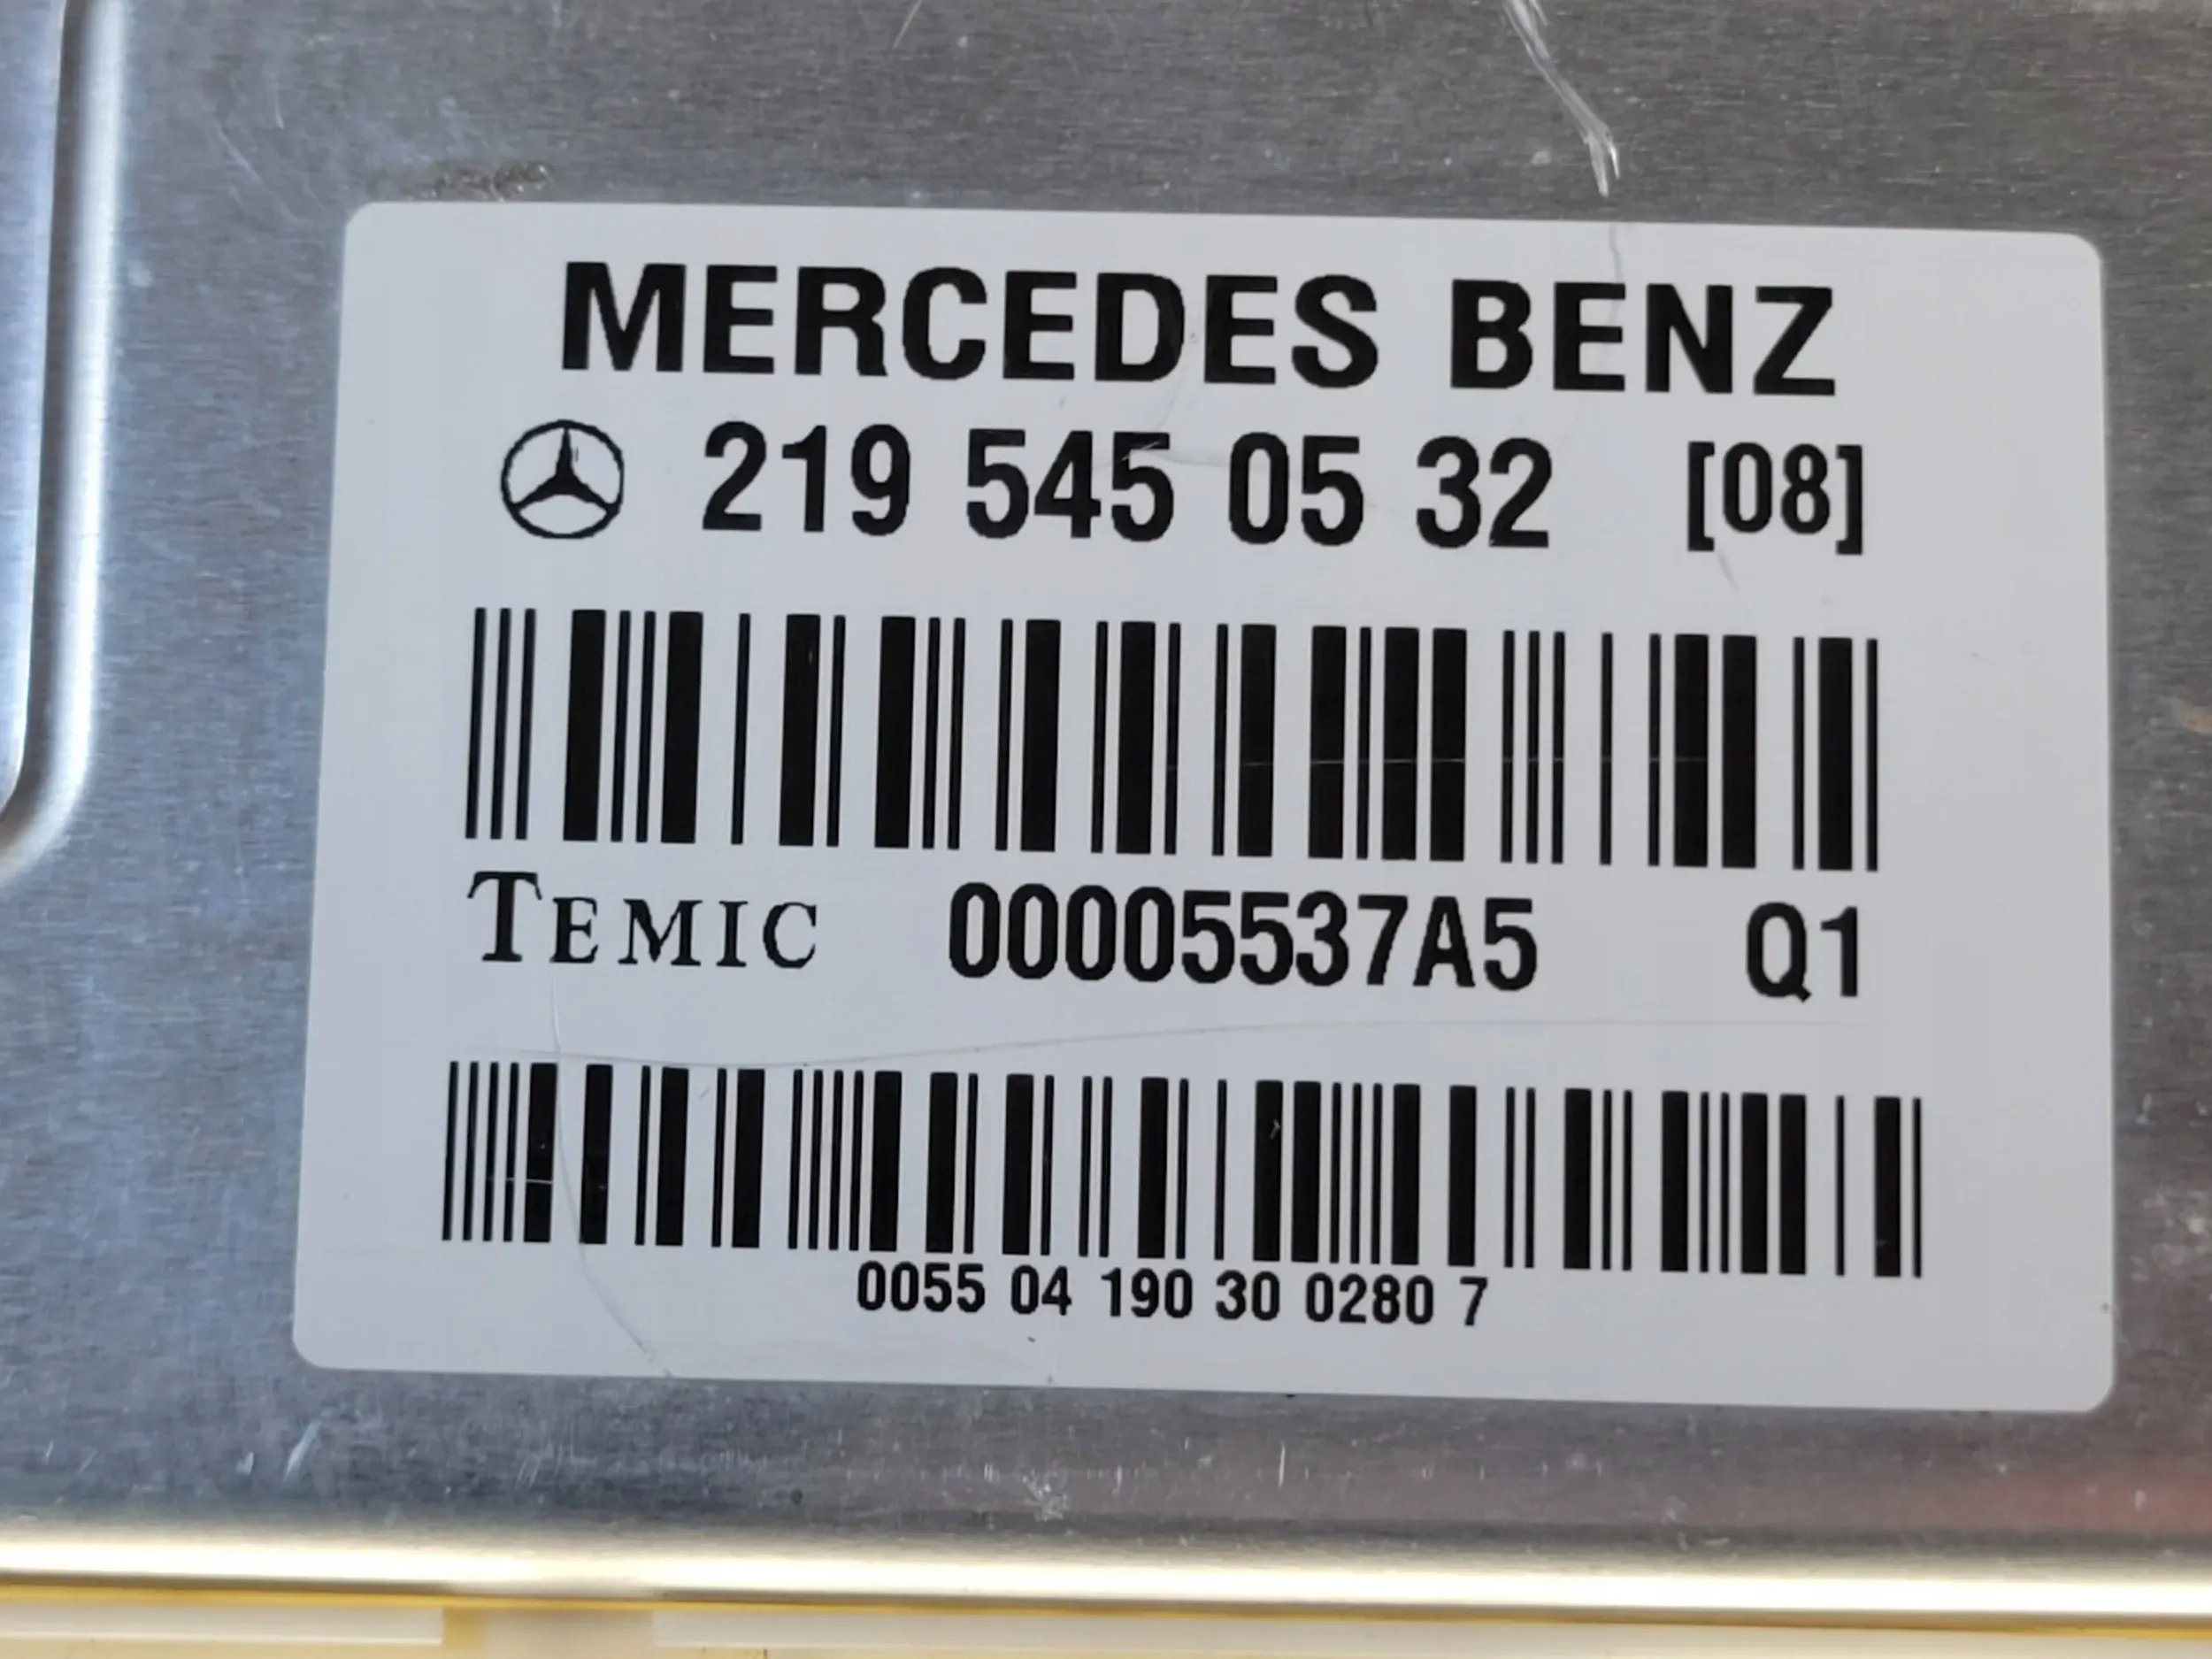 MERCEDES BENZ
219 545 05 32 [08]
TEMIC 00005537A5 Q1
0055 04 190 30 0280 7